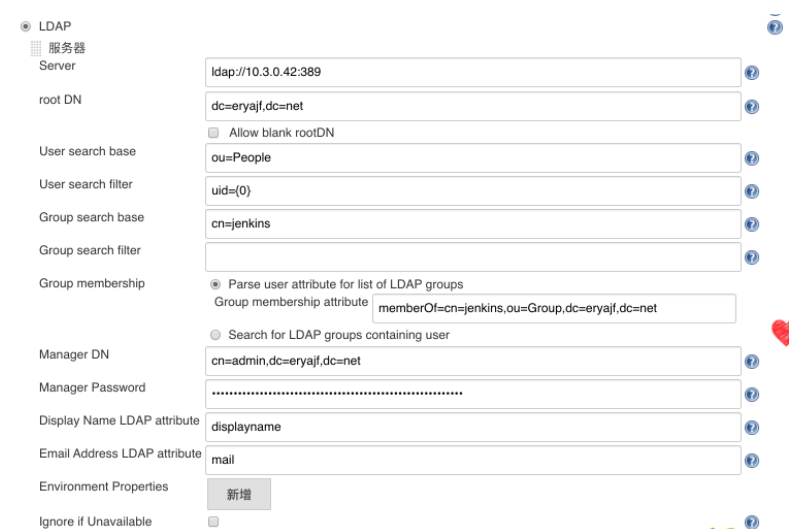 LDAP
服务器
Server
ldap://10.3.0.42:389
root DN
dc=eryajf,dc=net
Allow blank rootDN
User search base
ou=People
User search filter
uid={0}
Group search base
cn=jenkins
Group search filter
Group membership
Parse user attribute for list of LDAP groups
Group membership attribute
memberOf=cn=jenkins,ou=Group,dc=eryajf,dc=net
Search for LDAP groups containing user
Manager DN
cn=admin,dc=eryajf,dc=net
Manager Password
Display Name LDAP attribute
displayname
Email Address LDAP attribute
mail
Environment Properties
新增
Ignore if Unavailable